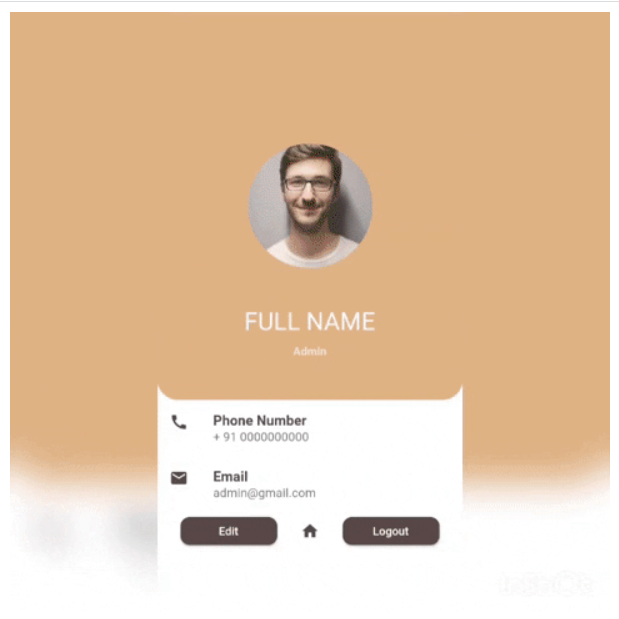 FULL NAME
Admin
Phone Number
+ 91 0000000000
Email
admin@gmail.com
Edit
Logout